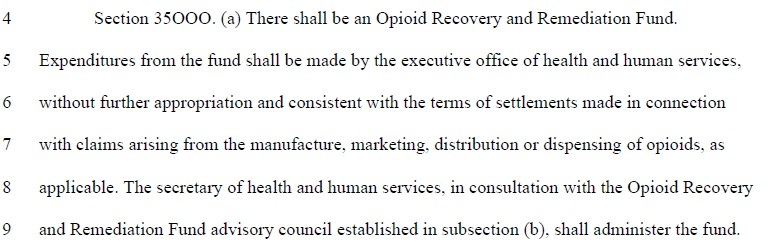 4 Section 35OOO. (a) There shall be an Opioid Recovery and Remediation Fund.
5 Expenditures from the fund shall be made by the executive office of health and human services,
6 without further appropriation and consistent with the terms of settlements made in connection
7 with claims arising from the manufacture, marketing, distribution or dispensing of opioids, as
8 applicable. The secretary of health and human services, in consultation with the Opioid Recovery
9 and Remediation Fund advisory council established in subsection (b), shall administer the fund.